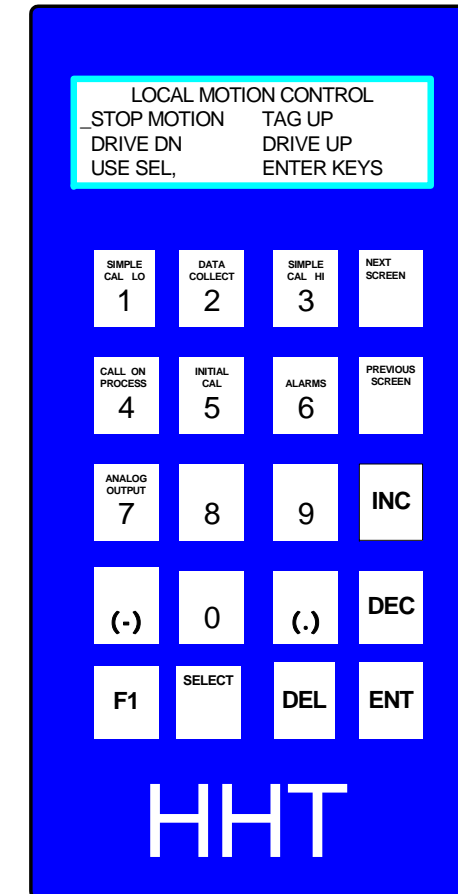 LOCAL MOTION CONTROL
_STOP MOTION TAG UP
DRIVE DN DRIVE UP
USE SEL, ENTER KEYS
SIMPLE
CAL LO
1
DATA
COLLECT
2
SIMPLE
CAL HI
3
NEXT
SCREEN
CALL ON
PROCESS
4
INITIAL
CAL
5
ALARMS
6
PREVIOUS
SCREEN
ANALOG
OUTPUT
7
8
9
INC
(-)
0
(.)
DEC
F1
SELECT
DEL
ENT
HHT